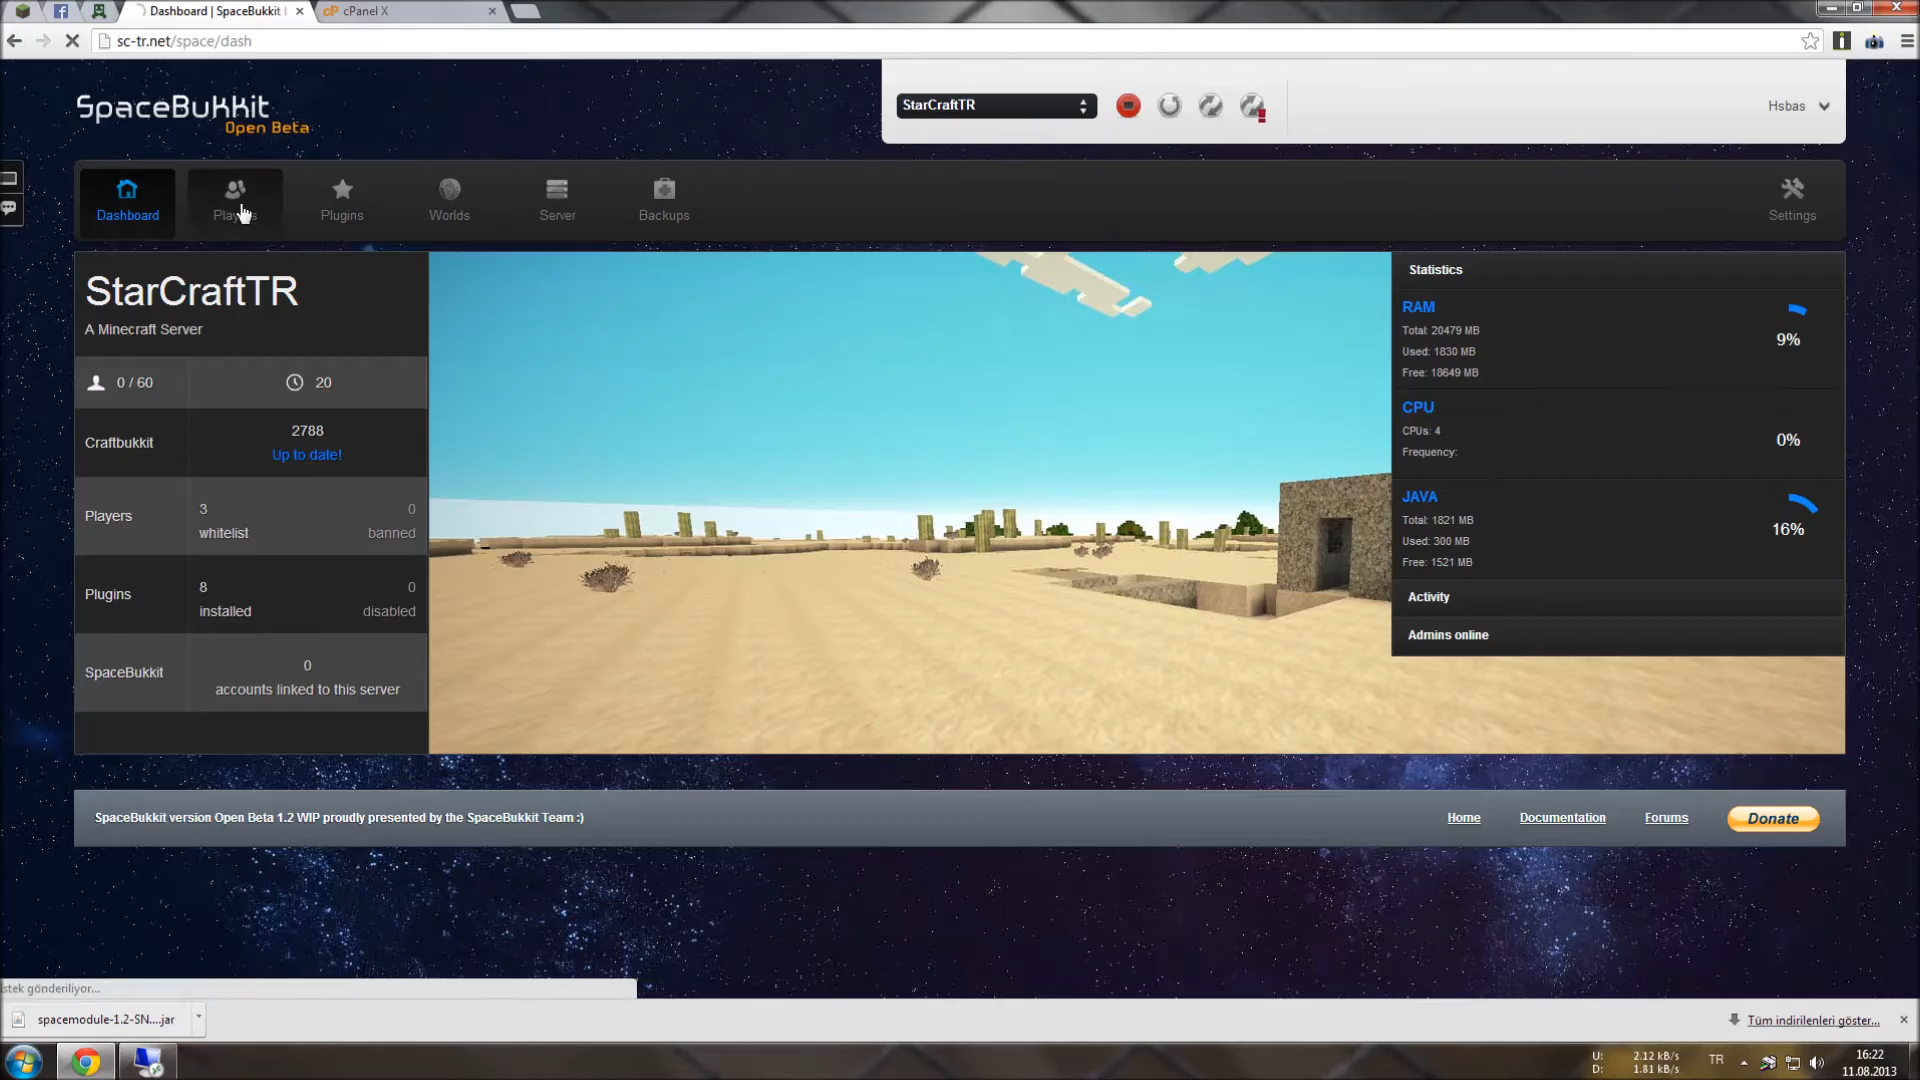 Dashboard | SpaceBukkit
cPanel X
sc-tr.net/space/dash
SpaceBukkit
Open Beta
StarCraftTR
Hsbas
Dashboard
Players
Plugins
Worlds
Server
Backups
Settings
StarCraftTR
A Minecraft Server
0 / 60
20
Craftbukkit
2788
Up to date!
Players
3
whitelist
0
banned
Plugins
8
installed
0
disabled
SpaceBukkit
0
accounts linked to this server
Statistics
RAM
Total: 20479 MB
Used: 1830 MB
Free: 18649 MB
9%
CPU
CPUs: 4
Frequency:
0%
JAVA
Total: 1821 MB
Used: 300 MB
Free: 1521 MB
16%
Activity
Admins online
SpaceBukkit version Open Beta 1.2 WIP proudly presented by the SpaceBukkit Team :)
Home
Documentation
Forums
Donate
stek gönderiliyor...
spacemodule-1.2-SN....jar
Tüm indirilenleri göster...
U: 2.12 kB/s
D: 1.81 kB/s
TR
16:22
11.08.2013